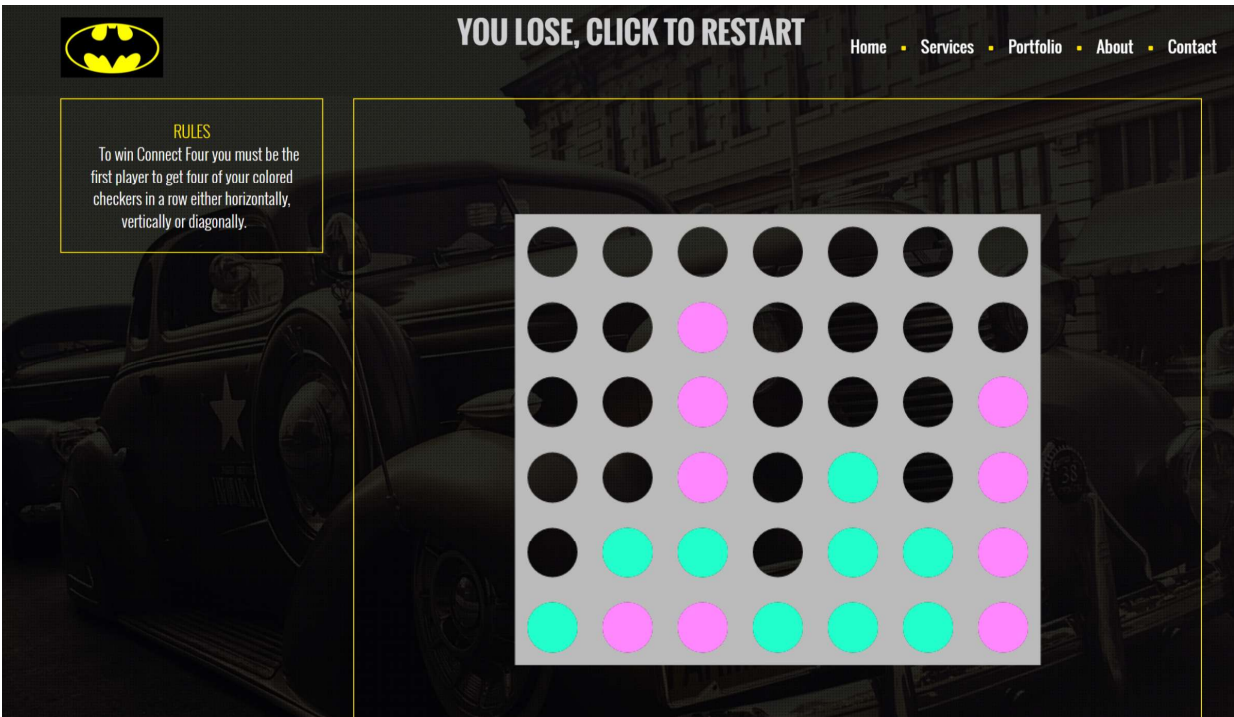 YOU LOSE, CLICK TO RESTART
Home ▪ Services ▪ Portfolio ▪ About ▪ Contact
RULES
To win Connect Four you must be the
first player to get four of your colored
checkers in a row either horizontally,
vertically or diagonally.
38